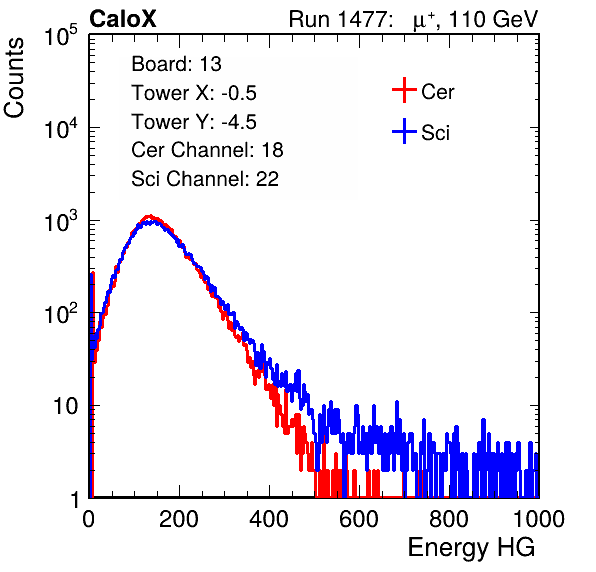 CaloX Run 1477: μ⁺, 110 GeV
Counts
Board: 13
Tower X: -0.5
Tower Y: -4.5
Cer Channel: 18
Sci Channel: 22
Cer
Sci
10⁵
10⁴
10³
10²
10
1
0 200 400 600 800 1000
Energy HG